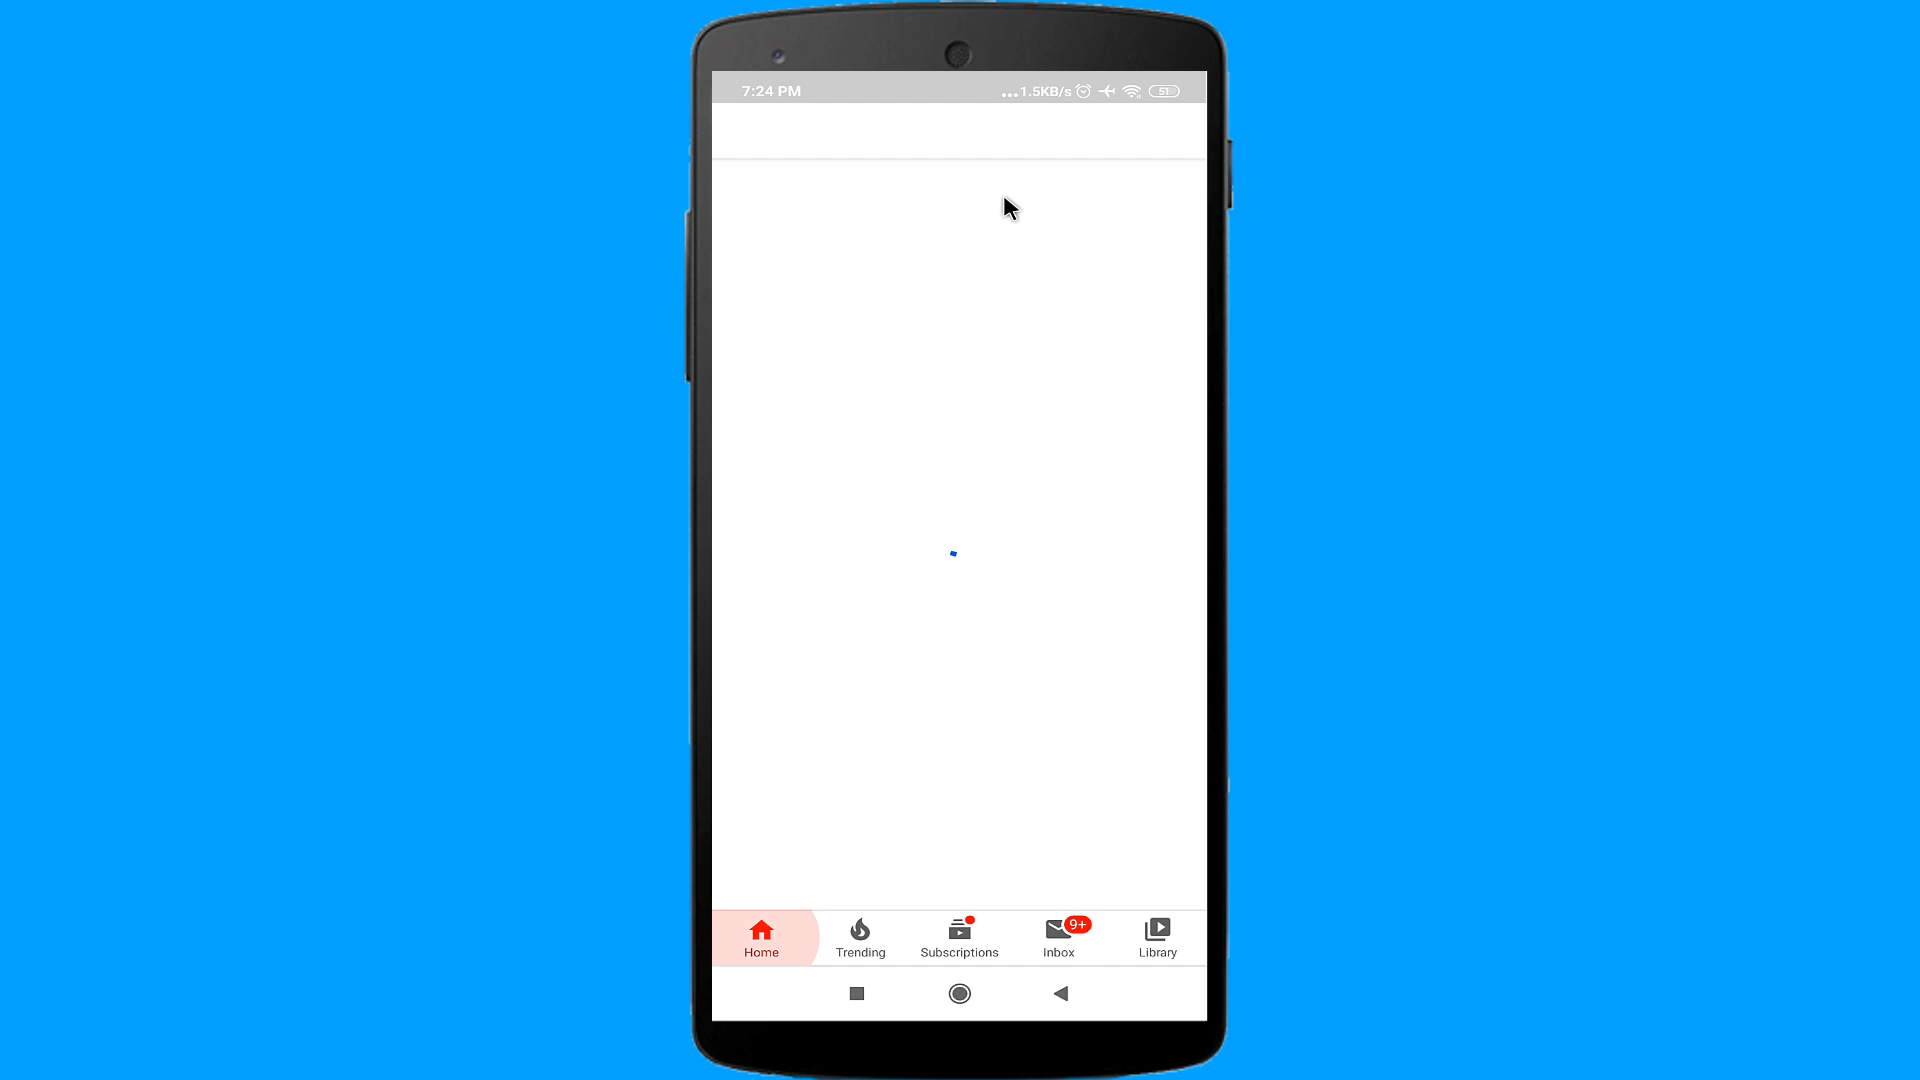 7:24 PM ...1.5KB/s 51
9+
Home Trending Subscriptions Inbox Library